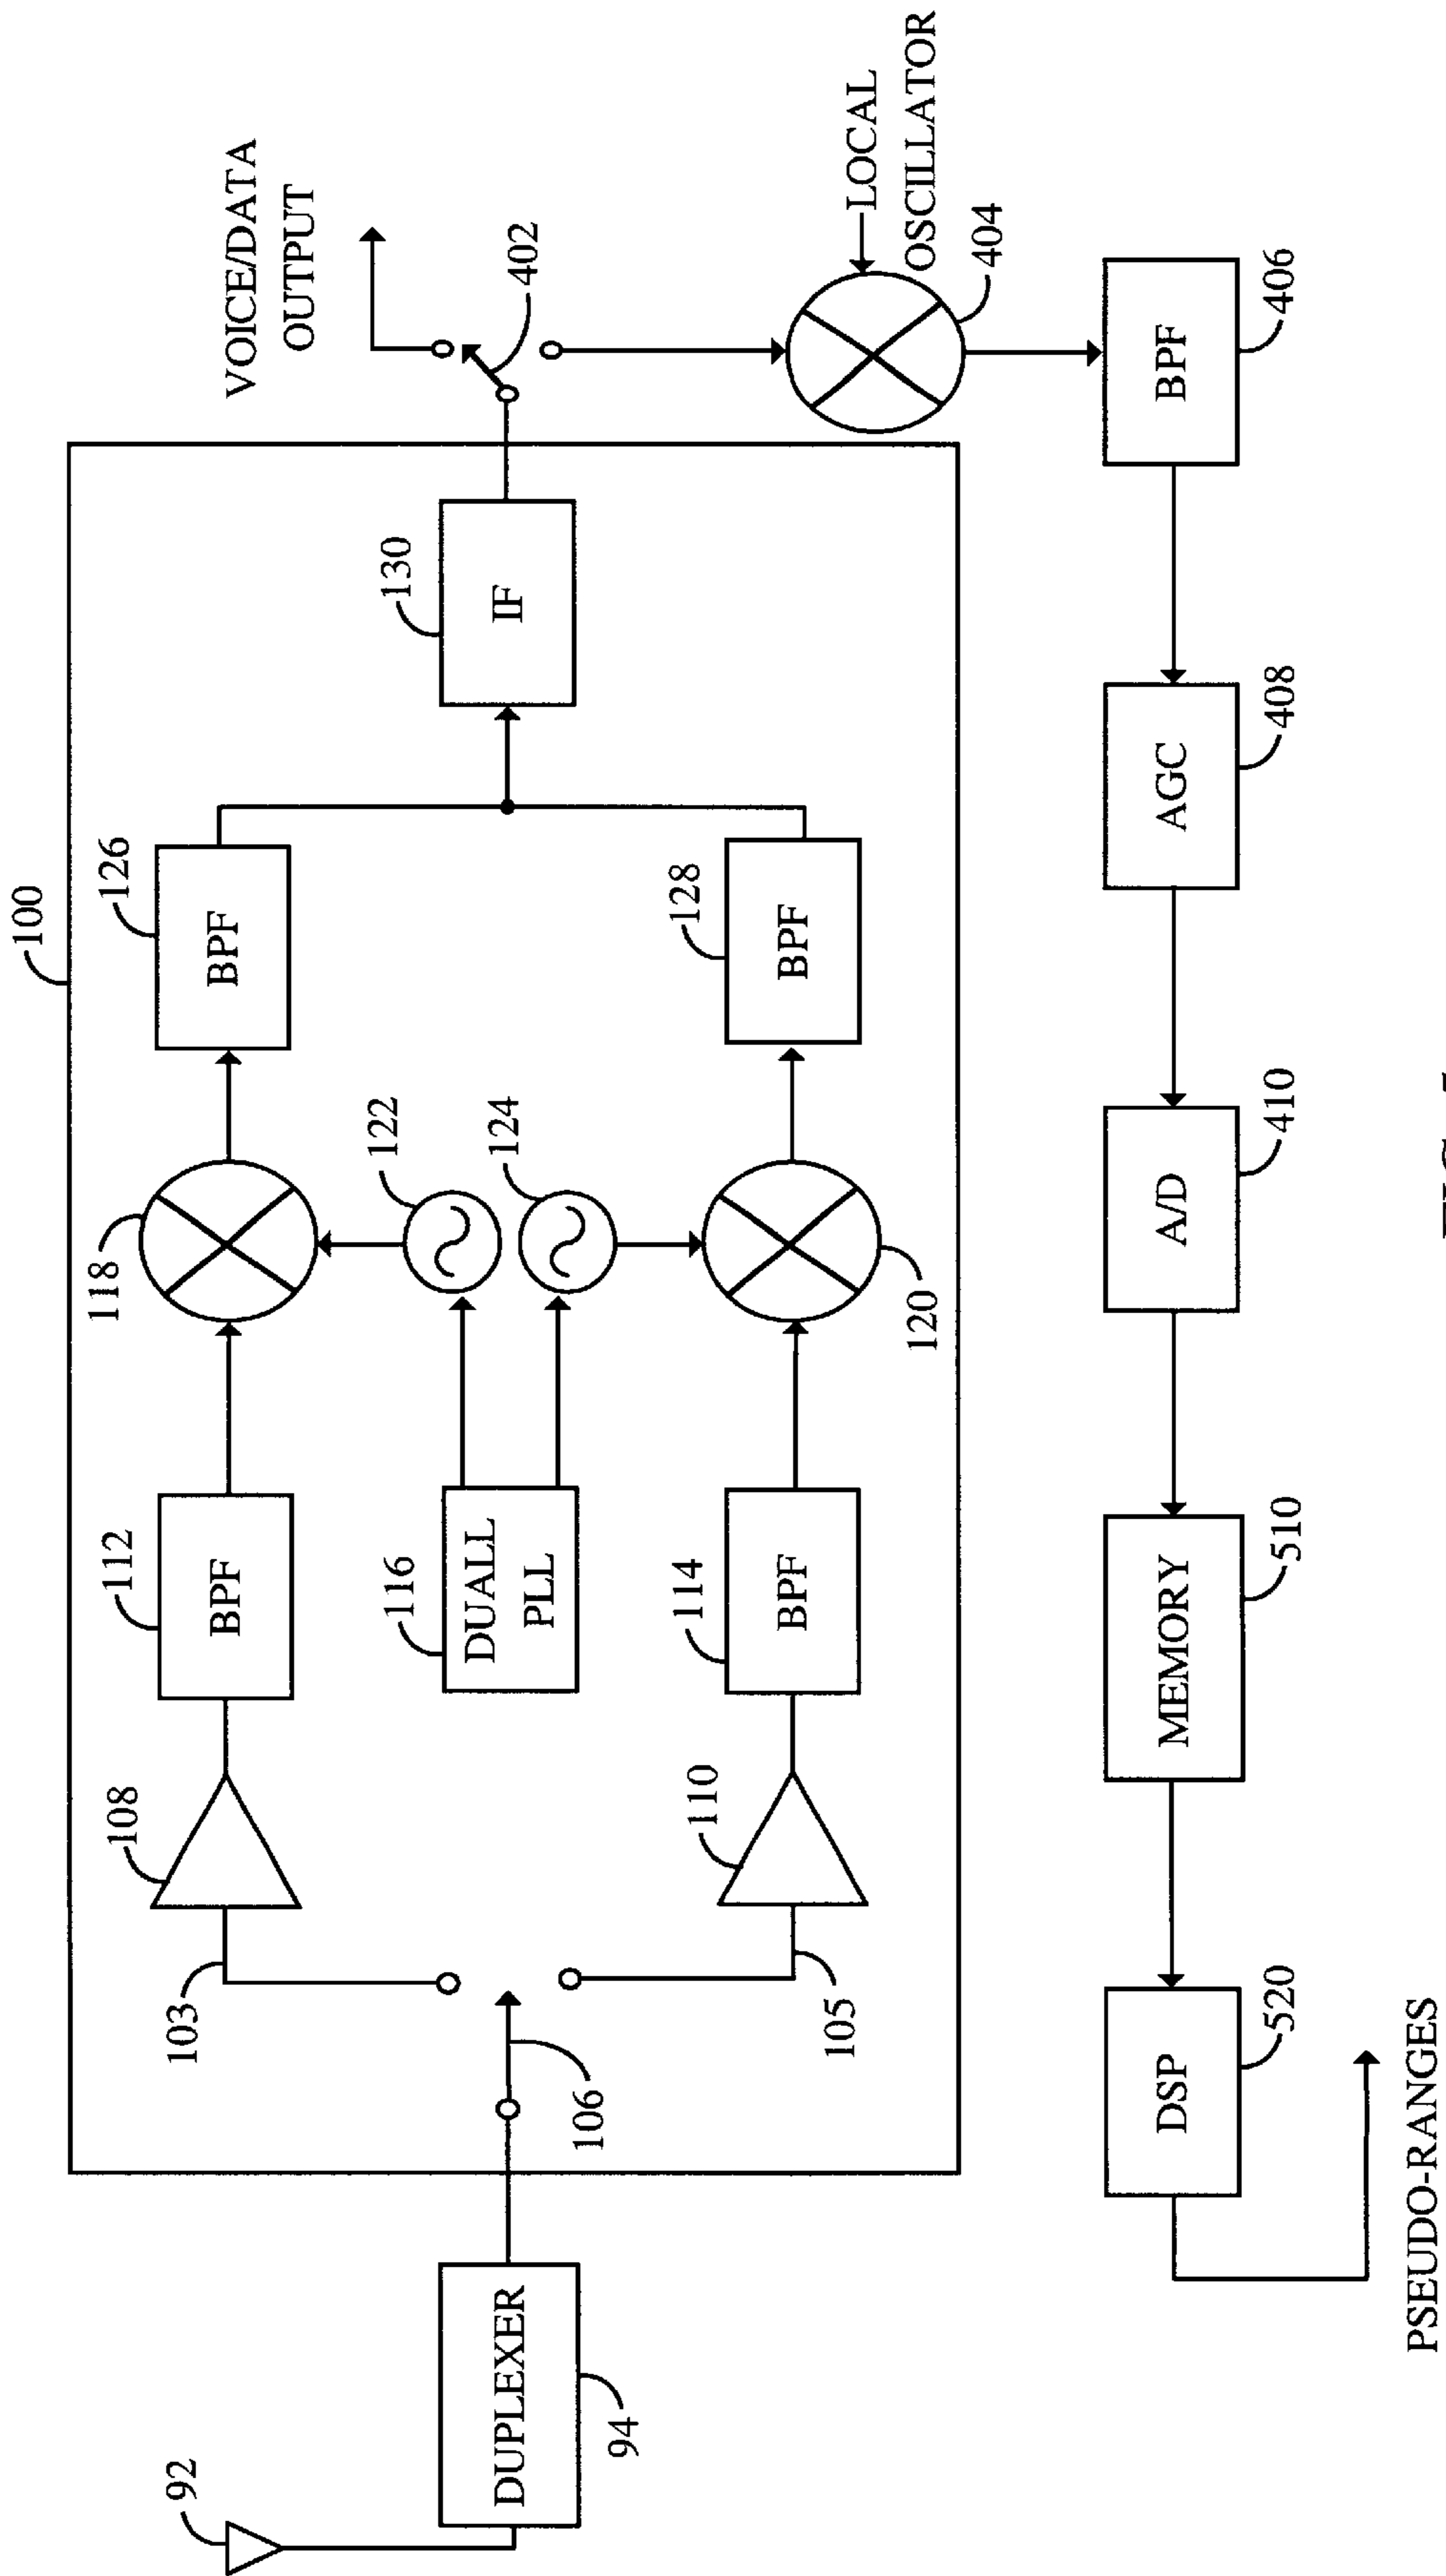 100
VOICE/DATA
OUTPUT
103
108
112
BPF
118
126
BPF
92
DUPLEXER
94
106
116
DUALL
PLL
122
124
130
IF
402
105
110
114
BPF
120
128
BPF
LOCAL
OSCILLATOR
404
DSP
520
MEMORY
510
A/D
410
AGC
408
BPF
406
PSEUDO-RANGES